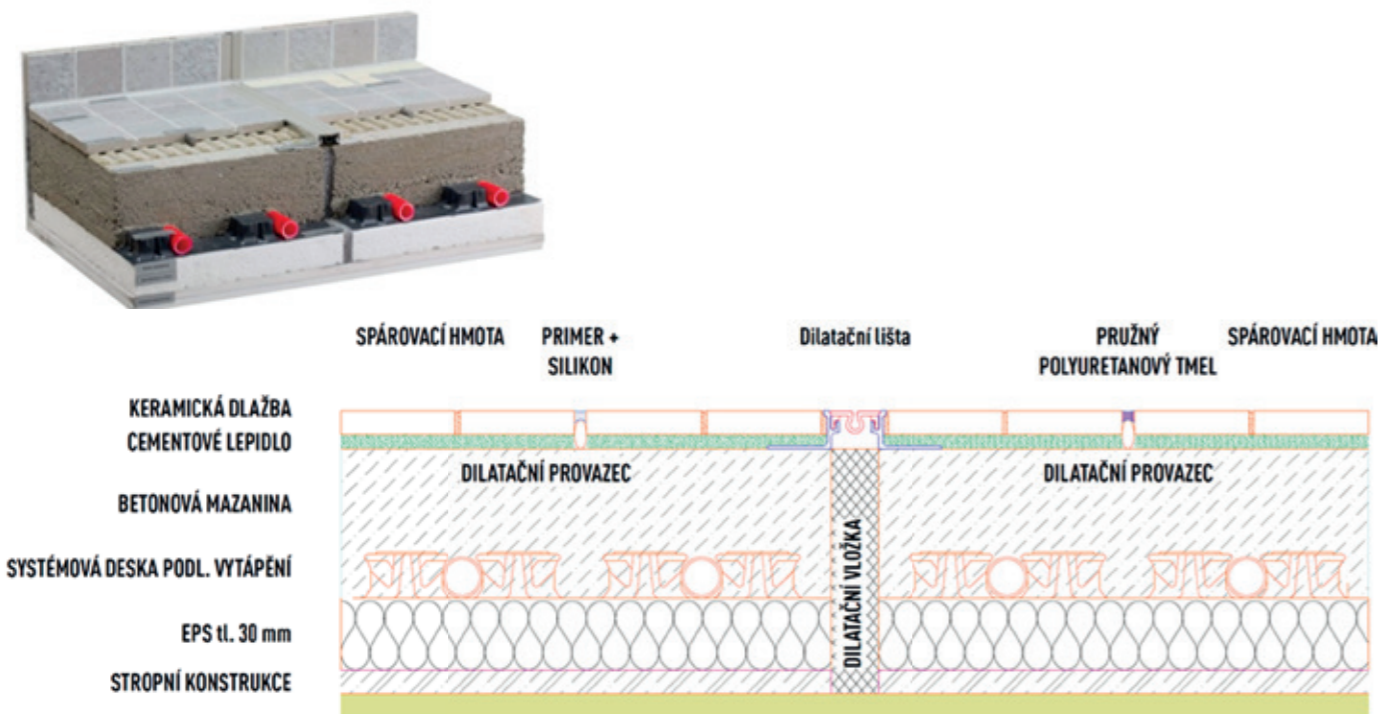 SPÁROVACÍ HMOTA
PRIMER +
SILIKON
Dilatační lišta
PRUŽNÝ
POLYURETANOVÝ TMEL
SPÁROVACÍ HMOTA
KERAMICKÁ DLAŽBA
CEMENTOVÉ LEPIDLO
DILATAČNÍ PROVAZEC
DILATAČNÍ PROVAZEC
BETONOVÁ MAZANINA
DILATAČNÍ VLOŽKA
SYSTÉMOVÁ DESKA PODL. VYTÁPĚNÍ
EPS tl. 30 mm
STROPNÍ KONSTRUKCE